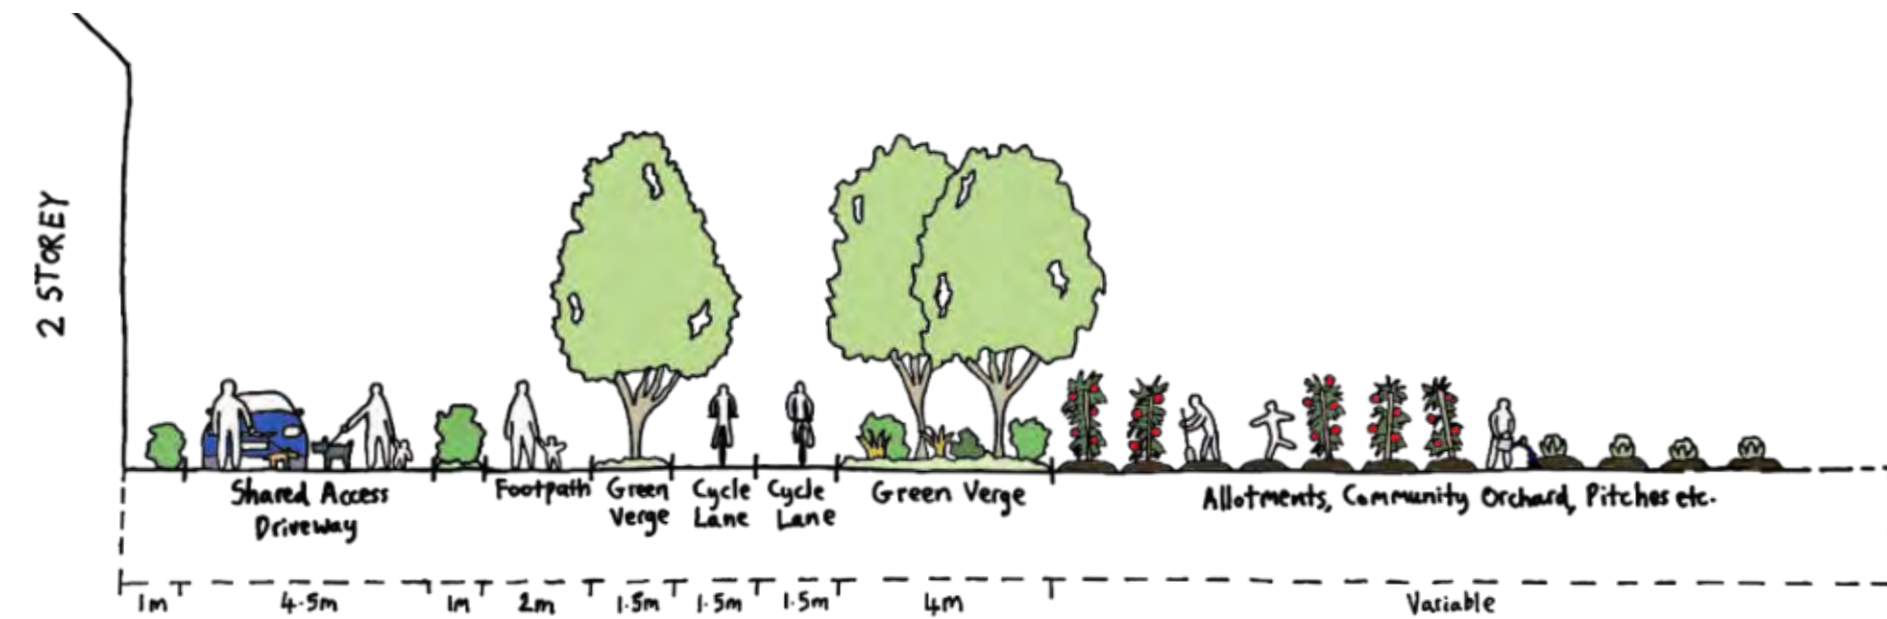 2 STOREY
Shared Access
Driveway
Footpath
Green
Verge
Cycle
Lane
Cycle
Lane
Green Verge
Allotments, Community Orchard, Pitches etc.
1m
4.5m
1m
2m
1.5m
1.5m
1.5m
4m
Variable